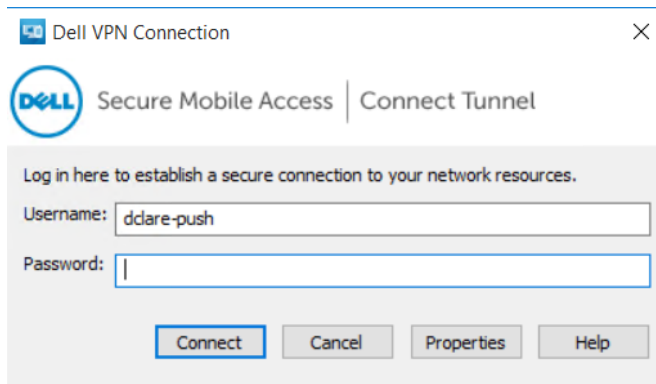 Dell VPN Connection
DELL Secure Mobile Access | Connect Tunnel
Log in here to establish a secure connection to your network resources.
Username: dclare-push
Password:
Connect Cancel Properties Help